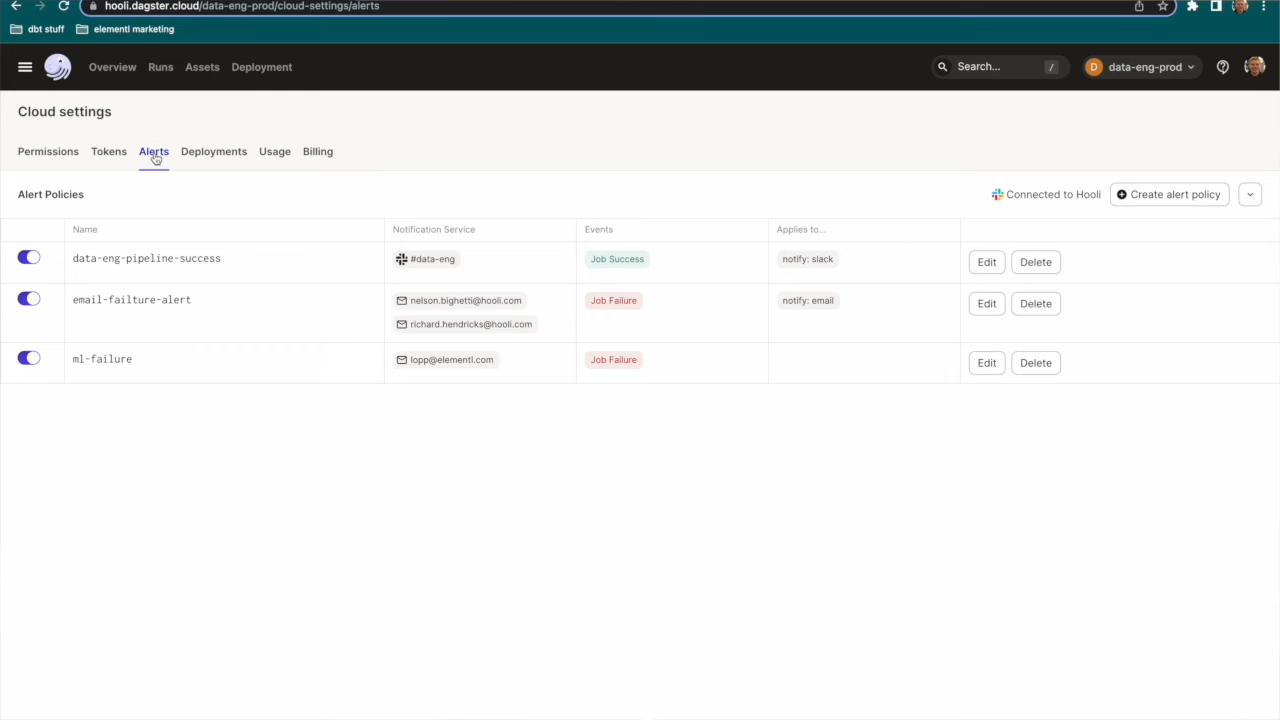 hooli.dagster.cloud/data-eng-prod/cloud-settings/alerts
dbt stuff elementl marketing
Overview Runs Assets Deployment Search... / D data-eng-prod
Cloud settings
Permissions Tokens Alerts Deployments Usage Billing
Alert Policies Connected to Hooli Create alert policy
Name Notification Service Events Applies to...
data-eng-pipeline-success #data-eng Job Success notify: slack Edit Delete
email-failture-alert nelson.bighetti@hooli.com Job Failure notify: email Edit Delete
richard.hendricks@hooli.com
ml-failure lopp@elementl.com Job Failure Edit Delete